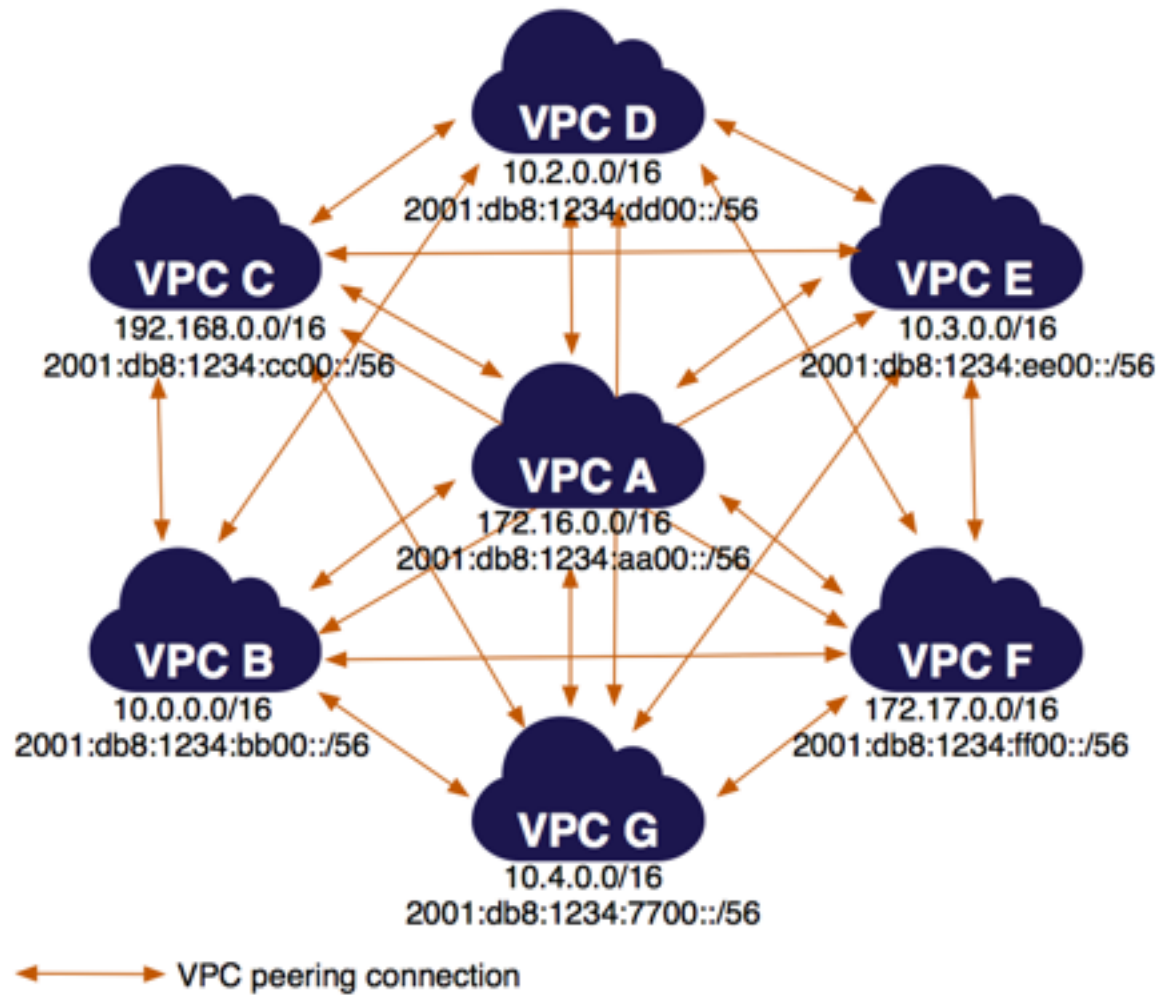 VPC D
10.2.0.0/16
2001:db8:1234:dd00::/56
VPC C
192.168.0.0/16
2001:db8:1234:cc00::/56
VPC E
10.3.0.0/16
2001:db8:1234:ee00::/56
VPC A
172.16.0.0/16
2001:db8:1234:aa00::/56
VPC B
10.0.0.0/16
2001:db8:1234:bb00::/56
VPC F
172.17.0.0/16
2001:db8:1234:ff00::/56
VPC G
10.4.0.0/16
2001:db8:1234:7700::/56
VPC peering connection